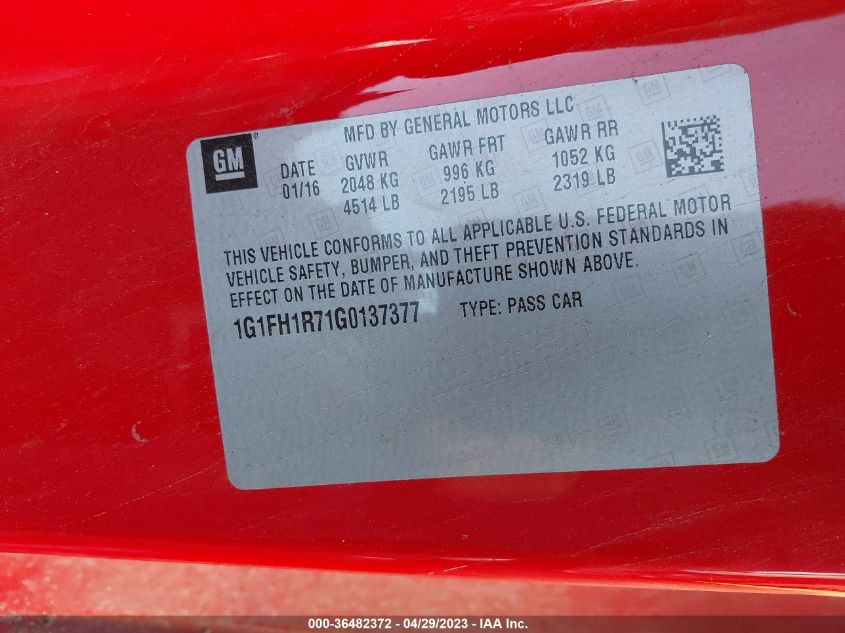 MFD BY GENERAL MOTORS LLC
GM®
DATE GVWR GAWR FRT GAWR RR
01/16 2048 KG 996 KG 1052 KG
4514 LB 2195 LB 2319 LB
THIS VEHICLE CONFORMS TO ALL APPLICABLE U.S. FEDERAL MOTOR
VEHICLE SAFETY, BUMPER, AND THEFT PREVENTION STANDARDS IN
EFFECT ON THE DATE OF MANUFACTURE SHOWN ABOVE.
1G1FH1R71G0137377 TYPE: PASS CAR
000-36482372 - 04/29/2023 - IAA Inc.